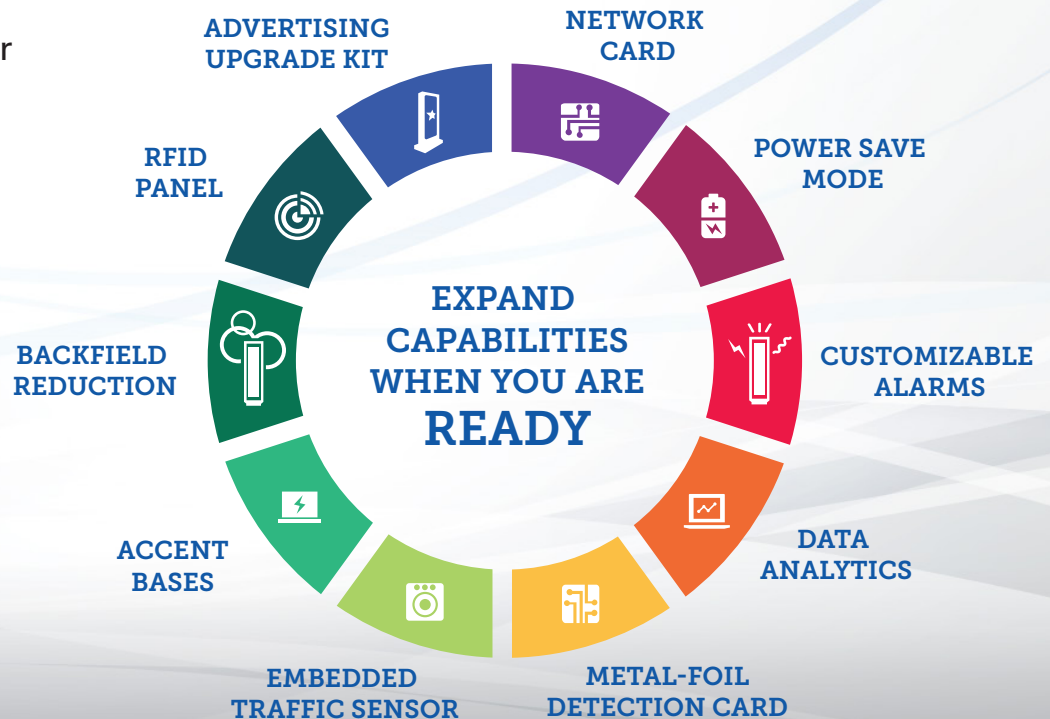 r
ADVERTISING
UPGRADE KIT
NETWORK
CARD
RFID
PANEL
POWER SAVE
MODE
EXPAND
CAPABILITIES
WHEN YOU ARE
READY
BACKFIELD
REDUCTION
CUSTOMIZABLE
ALARMS
ACCENT
BASES
DATA
ANALYTICS
EMBEDDED
TRAFFIC SENSOR
METAL-FOIL
DETECTION CARD